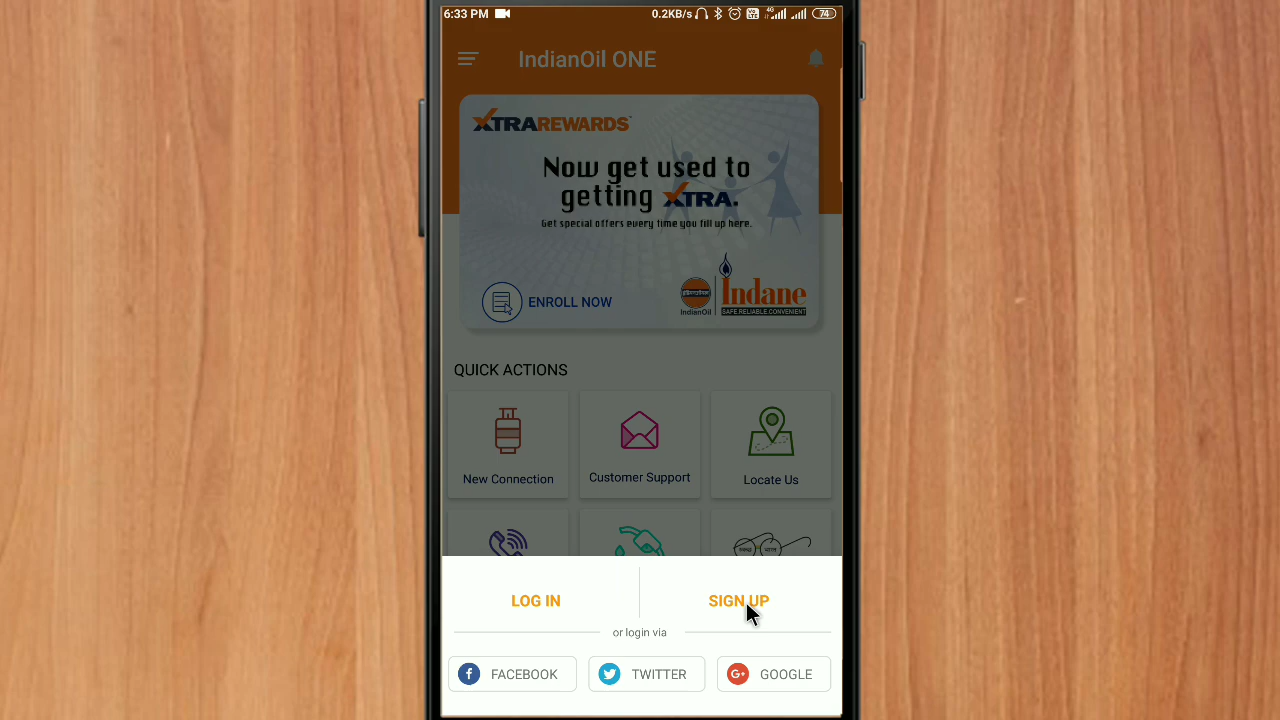 6:33 PM 0.2KB/s 4G 74
IndianOil ONE
XTRAREWARDS
Now get used to
getting XTRA.
Get special offers every time you fill up here.
ENROLL NOW
IndianOil
Indane
SAFE.RELIABLE.CONVENIENT
QUICK ACTIONS
New Connection
Customer Support
Locate Us
LOG IN
SIGN UP
or login via
FACEBOOK
TWITTER
GOOGLE